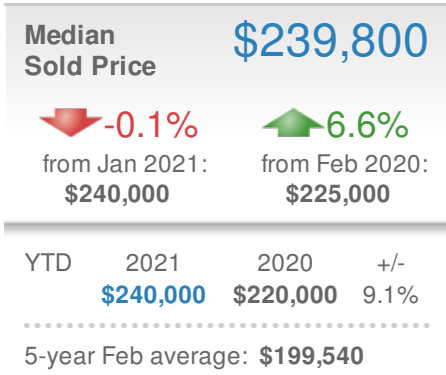 Median $239,800
Sold Price
-0.1% 6.6%
from Jan 2021: from Feb 2020:
$240,000 $225,000
YTD 2021 2020 +/-
$240,000 $220,000 9.1%
5-year Feb average: $199,540